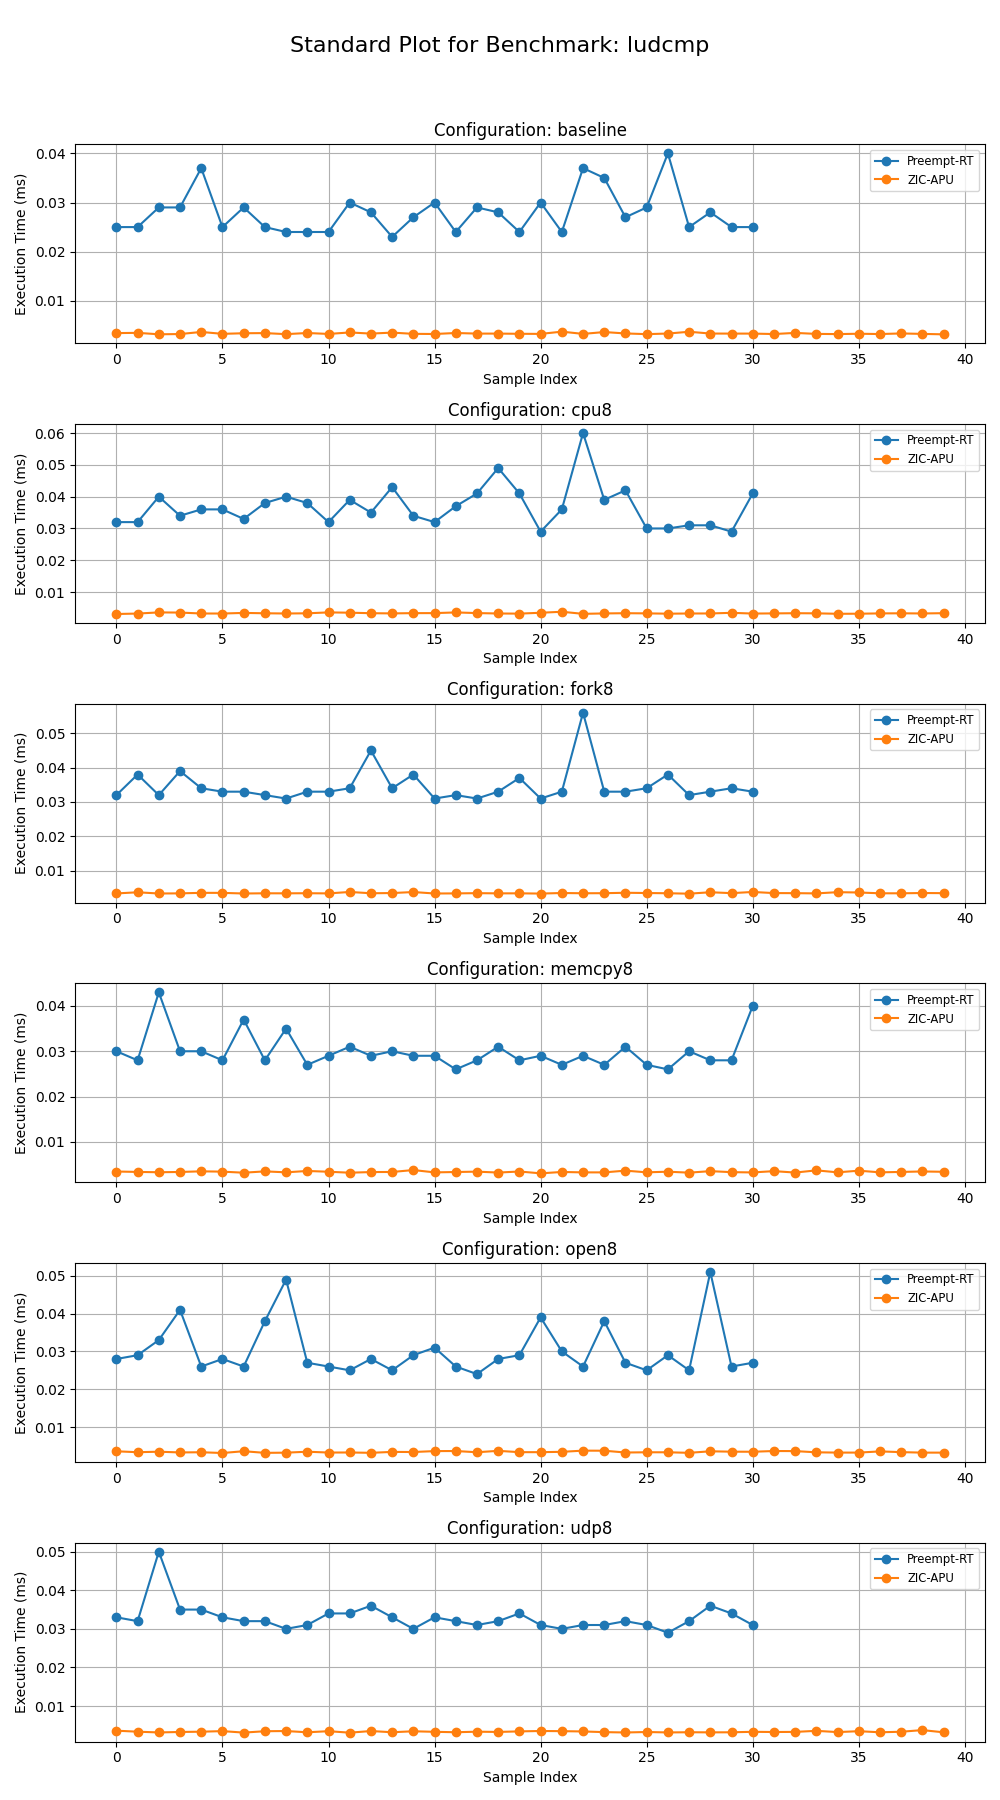 Standard Plot for Benchmark: ludcmp
Configuration: baseline
Execution Time (ms)
0.04
0.03
0.02
0.01
Preempt-RT
ZIC-APU
0 5 10 15 20 25 30 35 40
Sample Index
Configuration: cpu8
Execution Time (ms)
0.06
0.05
0.04
0.03
0.02
0.01
Preempt-RT
ZIC-APU
0 5 10 15 20 25 30 35 40
Sample Index
Configuration: fork8
Execution Time (ms)
0.05
0.04
0.03
0.02
0.01
Preempt-RT
ZIC-APU
0 5 10 15 20 25 30 35 40
Sample Index
Configuration: memcpy8
Execution Time (ms)
0.04
0.03
0.02
0.01
Preempt-RT
ZIC-APU
0 5 10 15 20 25 30 35 40
Sample Index
Configuration: open8
Execution Time (ms)
0.05
0.04
0.03
0.02
0.01
Preempt-RT
ZIC-APU
0 5 10 15 20 25 30 35 40
Sample Index
Configuration: udp8
Execution Time (ms)
0.05
0.04
0.03
0.02
0.01
Preempt-RT
ZIC-APU
0 5 10 15 20 25 30 35 40
Sample Index